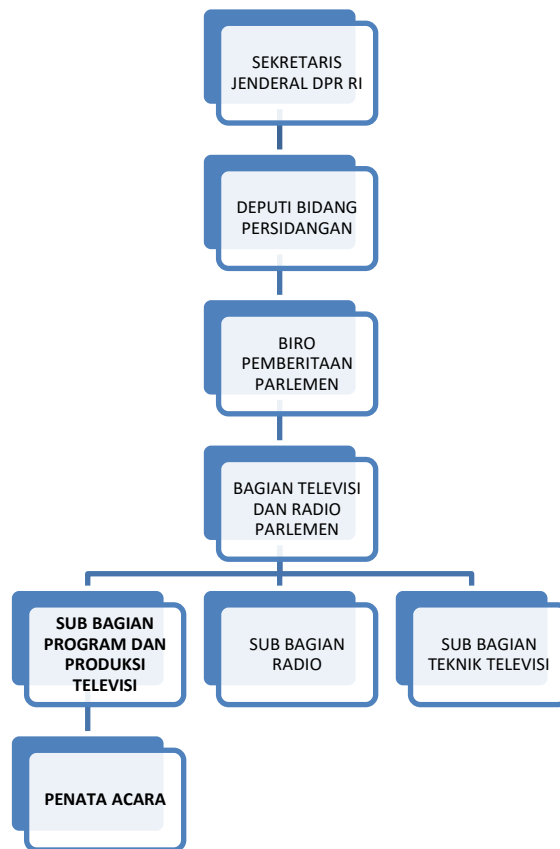 SEKRETARIS
JENDERAL DPR RI
DEPUTI BIDANG
PERSIDANGAN
BIRO
PEMBERITAAN
PARLEMEN
BAGIAN TELEVISI
DAN RADIO
PARLEMEN
SUB BAGIAN
PROGRAM DAN
PRODUKSI
TELEVISI
SUB BAGIAN
RADIO
SUB BAGIAN
TEKNIK TELEVISI
PENATA ACARA